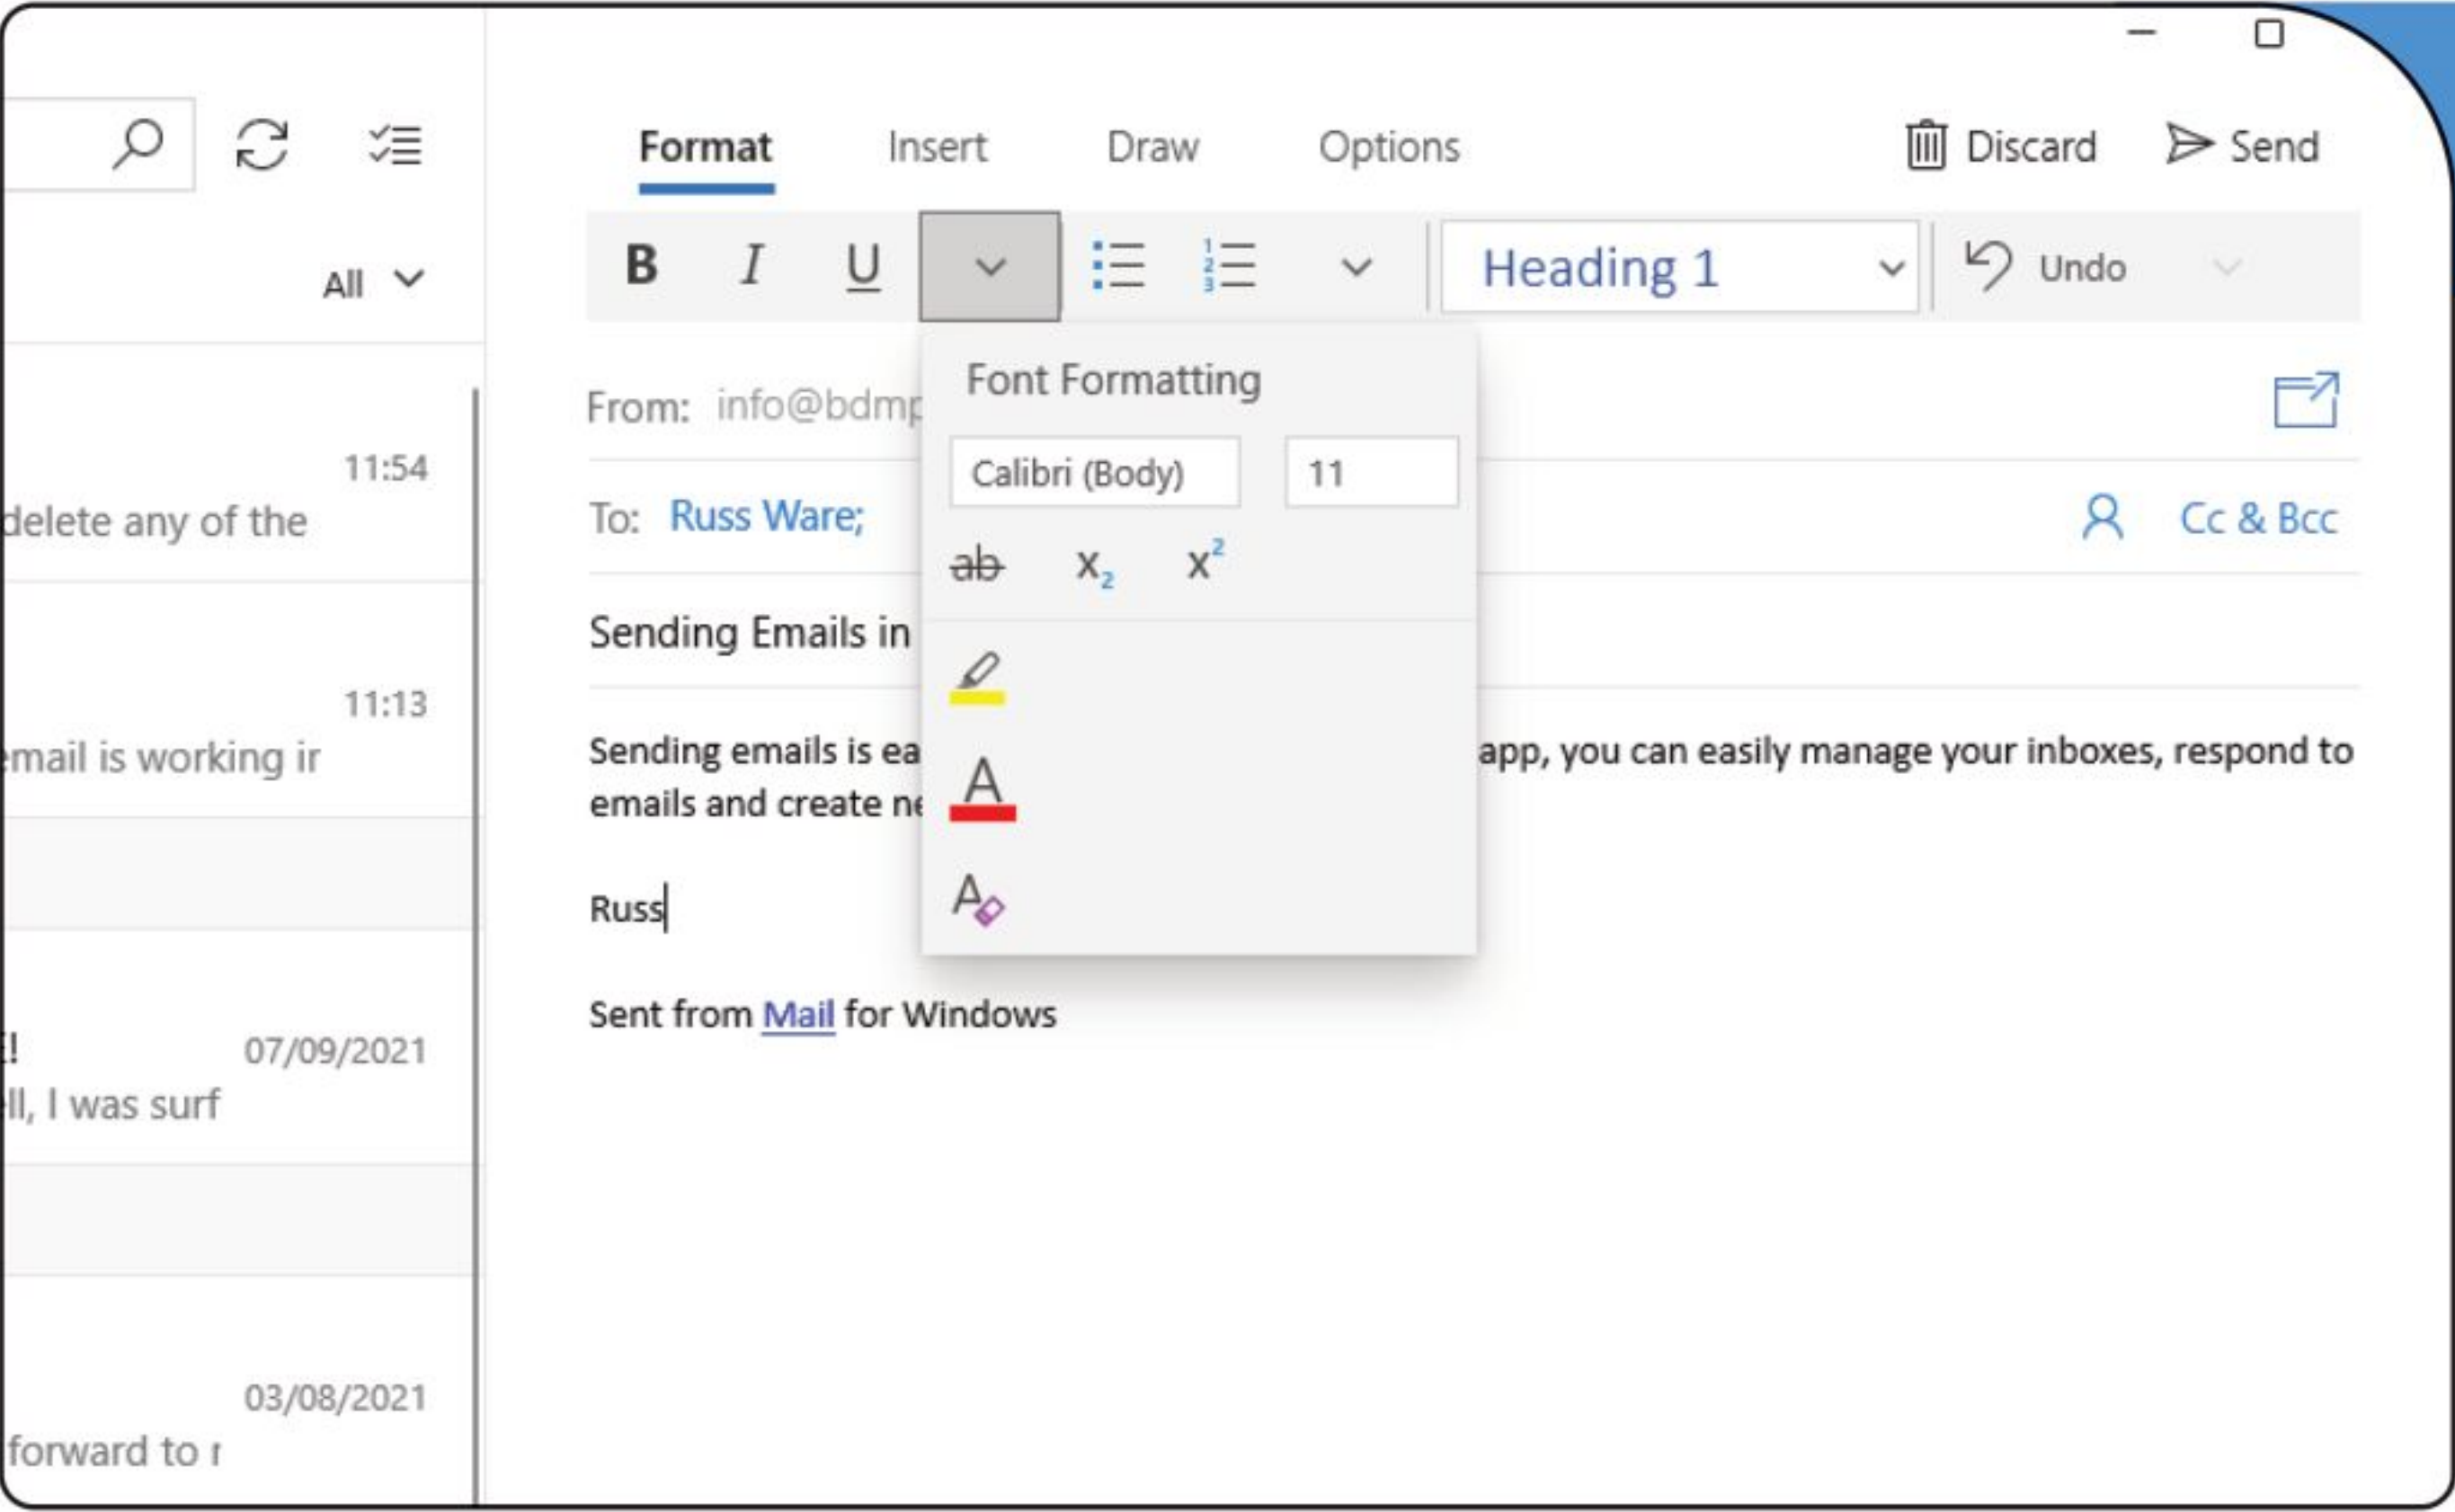 Format Insert Draw Options Discard Send
All
B I U Heading 1 Undo
Font Formatting
From: info@bdmp
Calibri (Body) 11
To: Russ Ware; Cc & Bcc
ab x2 x2
Sending Emails in
Sending emails is ea app, you can easily manage your inboxes, respond to
emails and create ne
A
Russ
A
Sent from Mail for Windows
11:54
delete any of the
11:13
email is working ir
07/09/2021
ll, I was surf
03/08/2021
forward to r